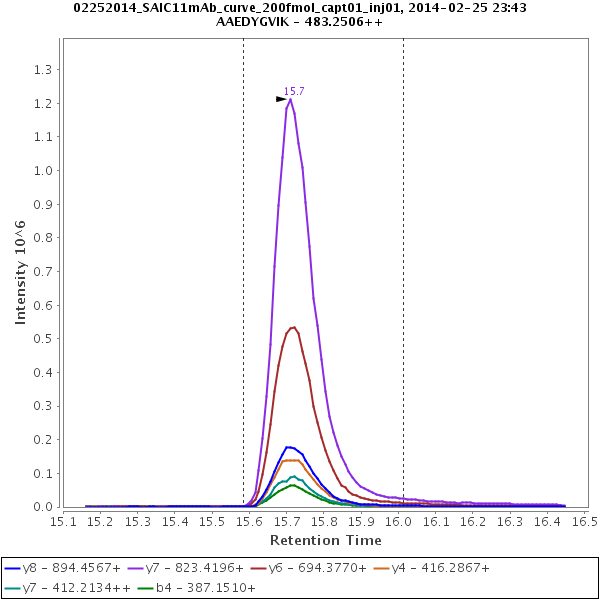 02252014_SAIC11mAb_curve_200fmol_capt01_inj01, 2014-02-25 23:43
AAEDYGVIK - 483.2506++
15.7
1.3
1.2
1.1
1.0
0.9
0.8
0.7
0.6
0.5
0.4
0.3
0.2
0.1
0.0
Intensity 10^6
15.1 15.2 15.3 15.4 15.5 15.6 15.7 15.8 15.9 16.0 16.1 16.2 16.3 16.4 16.5
Retention Time
y8 - 894.4567+ y7 - 823.4196+ y6 - 694.3770+ y4 - 416.2867+
y7 - 412.2134++ b4 - 387.1510+